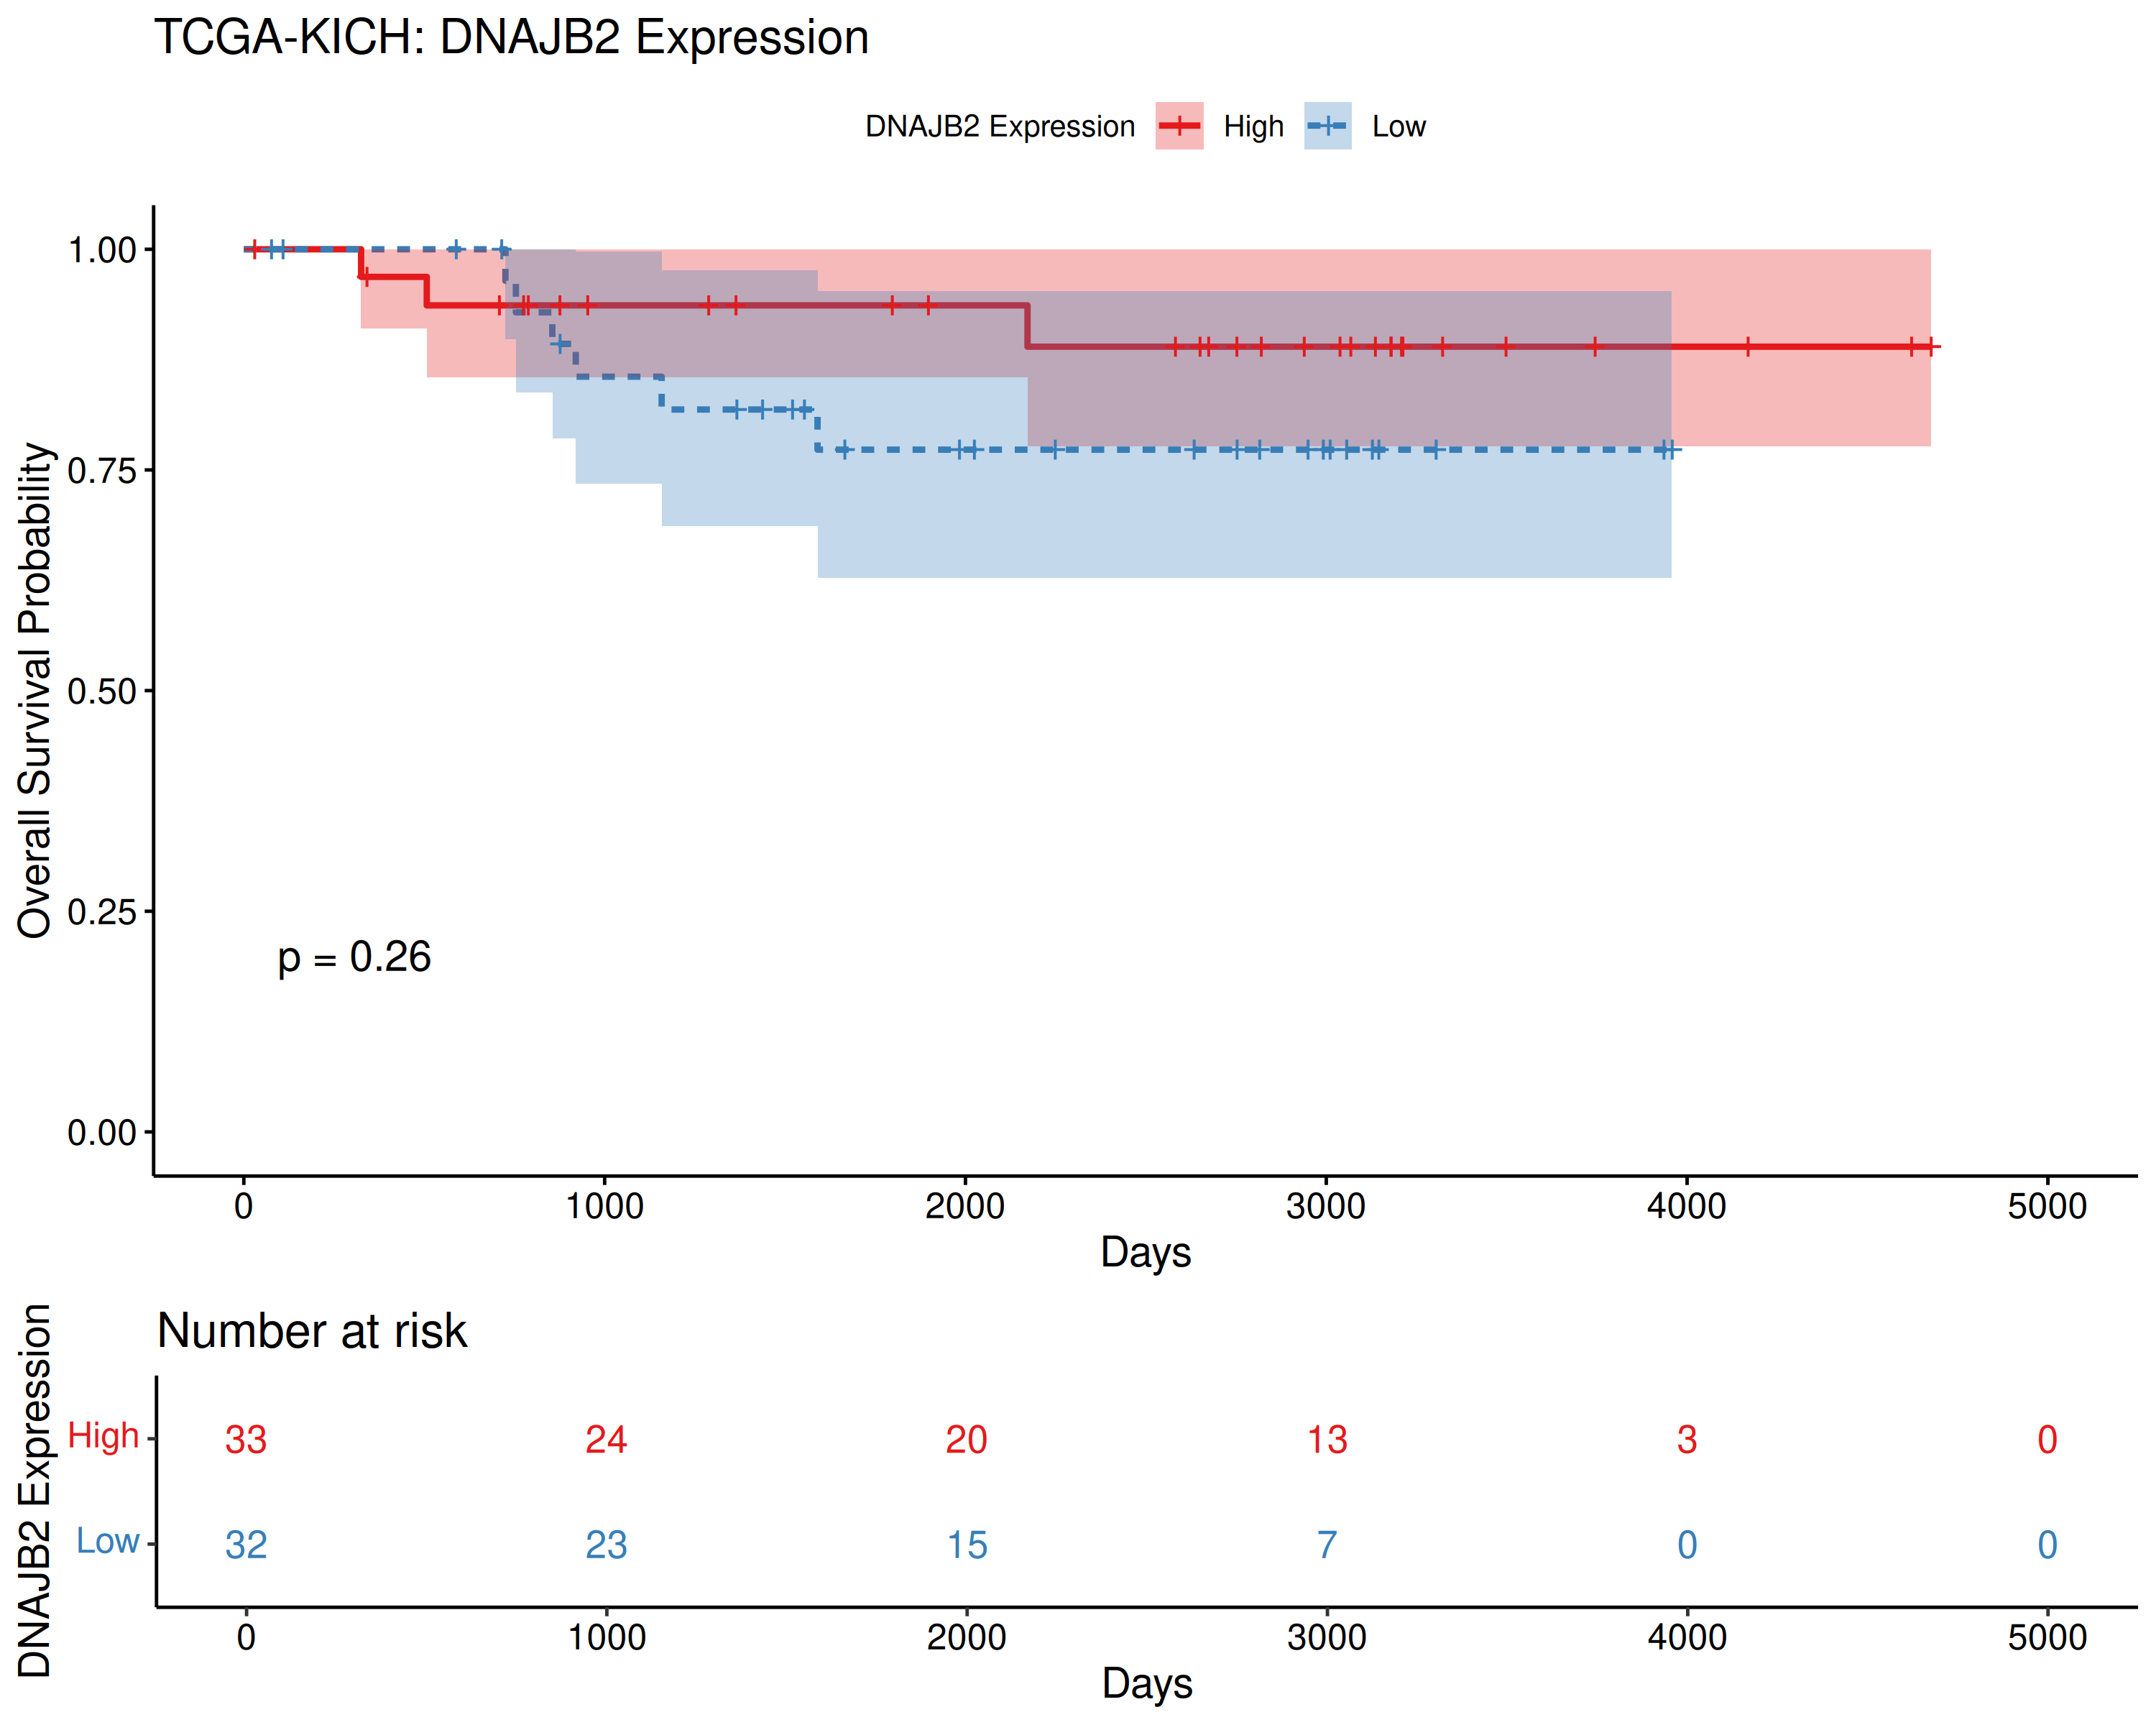 TCGA-KICH: DNAJB2 Expression
DNAJB2 Expression High Low
Overall Survival Probability
1.00
0.75
0.50
0.25
0.00
p = 0.26
0 1000 2000 3000 4000 5000
Days
Number at risk
DNAJB2 Expression
High 33 24 20 13 3 0
Low 32 23 15 7 0 0
0 1000 2000 3000 4000 5000
Days